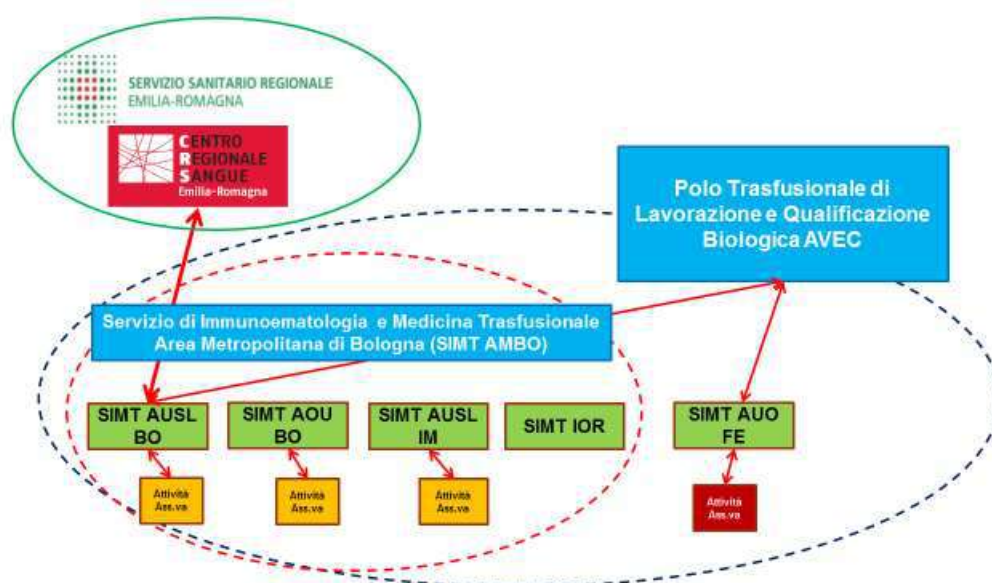 SERVIZIO SANITARIO REGIONALE
EMILIA-ROMAGNA
CENTRO
REGIONALE
SANGUE
Emilia-Romagna
Polo Trasfusionale di
Lavorazione e Qualificazione
Biologica AVEC
Servizio di Immunoematologia e Medicina Trasfusionale
Area Metropolitana di Bologna (SIMT AMBO)
SIMT AUSL
BO
SIMT AOU
BO
SIMT AUSL
IM
SIMT IOR
SIMT AUO
FE
Attività
Ass.va
Attività
Ass.va
Attività
Ass.va
Attività
Ass.va